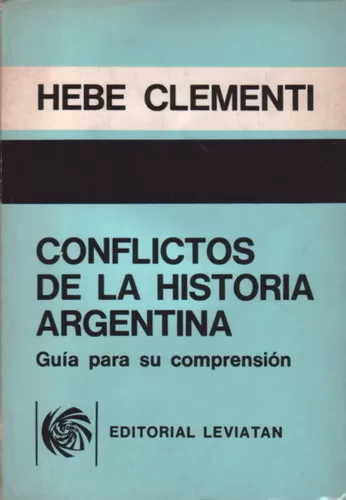 HEBE CLEMENTI
CONFLICTOS
DE LA HISTORIA
ARGENTINA
Guía para su comprensión
EDITORIAL LEVIATAN